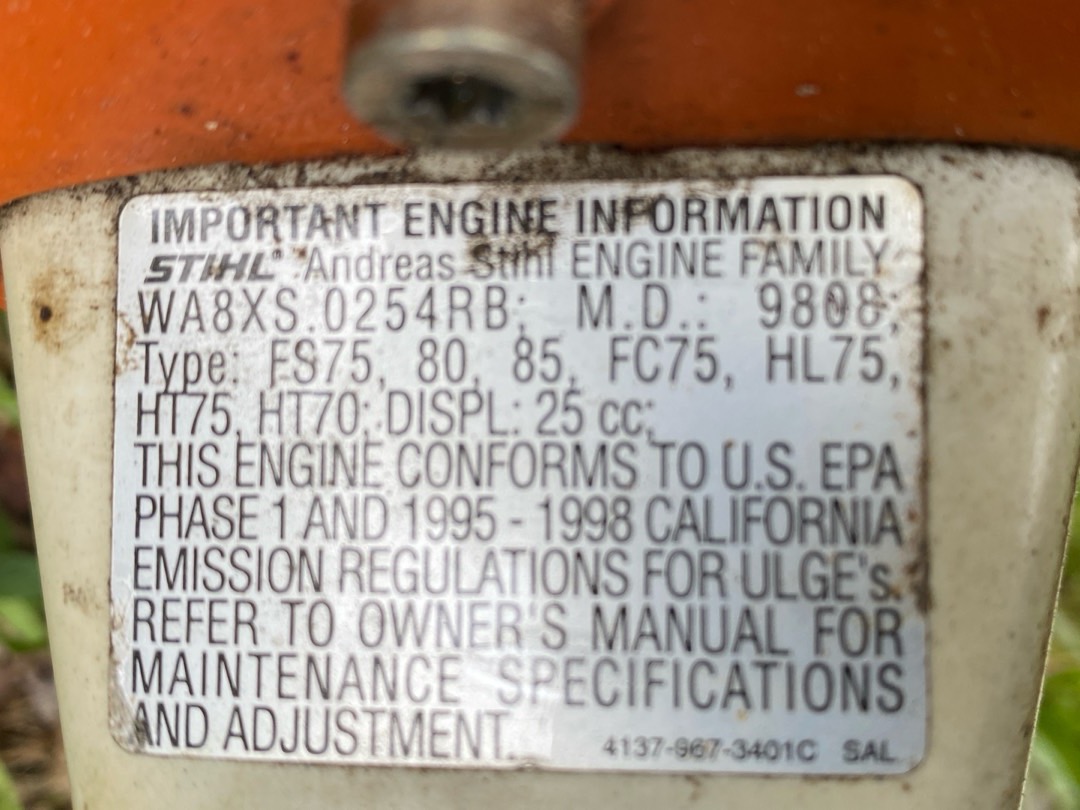 IMPORTANT ENGINE INFORMATION
STIHL® Andreas Stihl ENGINE FAMILY
WA8XS.0254RB; M.D.: 9808;
Type: FS75, 80, 85, FC75, HL75,
HT75, HT70; DISPL: 25 cc;
THIS ENGINE CONFORMS TO U.S. EPA
PHASE 1 AND 1995 - 1998 CALIFORNIA
EMISSION REGULATIONS FOR ULGE's.
REFER TO OWNER'S MANUAL FOR
MAINTENANCE SPECIFICATIONS
AND ADJUSTMENT.
4137-967-3401C SAL